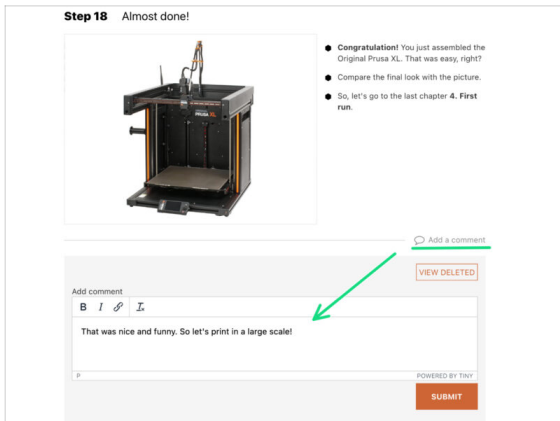 Step 18 Almost done!
PRUSA XL
Congratulation! You just assembled the
Original Prusa XL. That was easy, right?
Compare the final look with the picture.
So, let's go to the last chapter 4. First
run.
Add a comment
VIEW DELETED
Add comment
B I
That was nice and funny. So let's print in a large scale!
P
POWERED BY TINY
SUBMIT